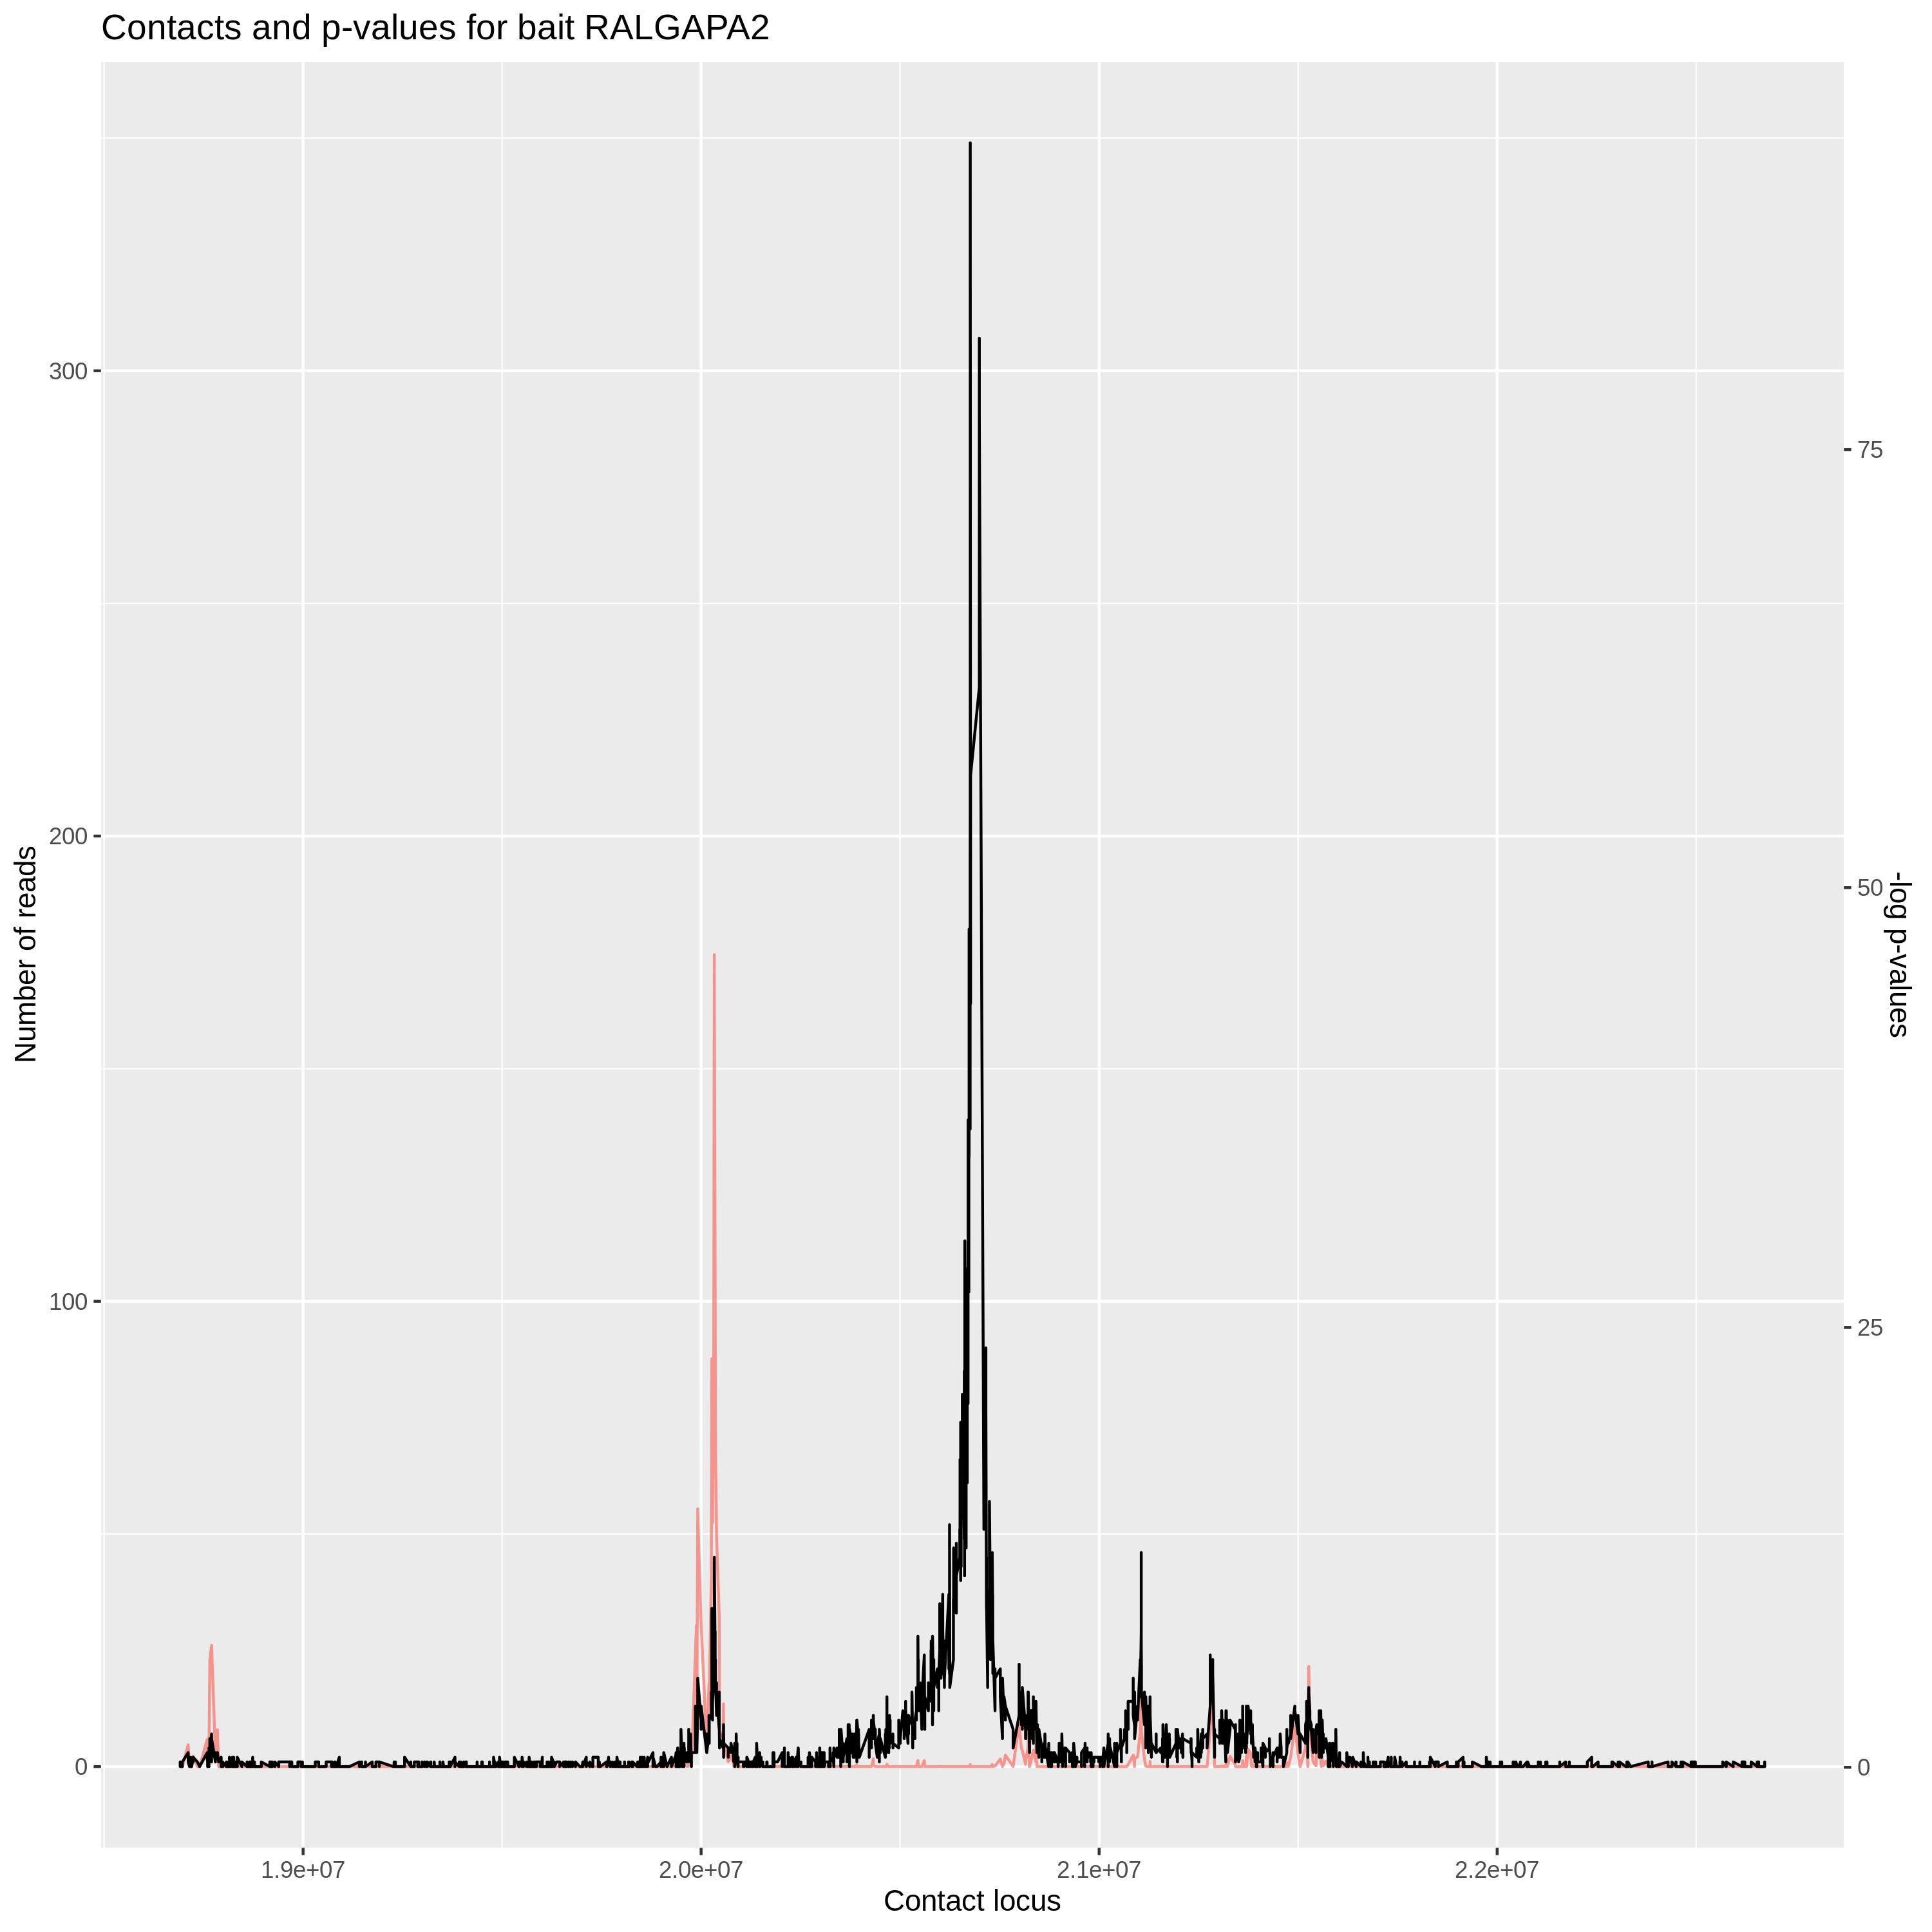 Contacts and p-values for bait RALGAPA2
Number of reads
300
200
100
0
75
50
25
0
-log p-values
1.9e+07
2.0e+07
2.1e+07
2.2e+07
Contact locus